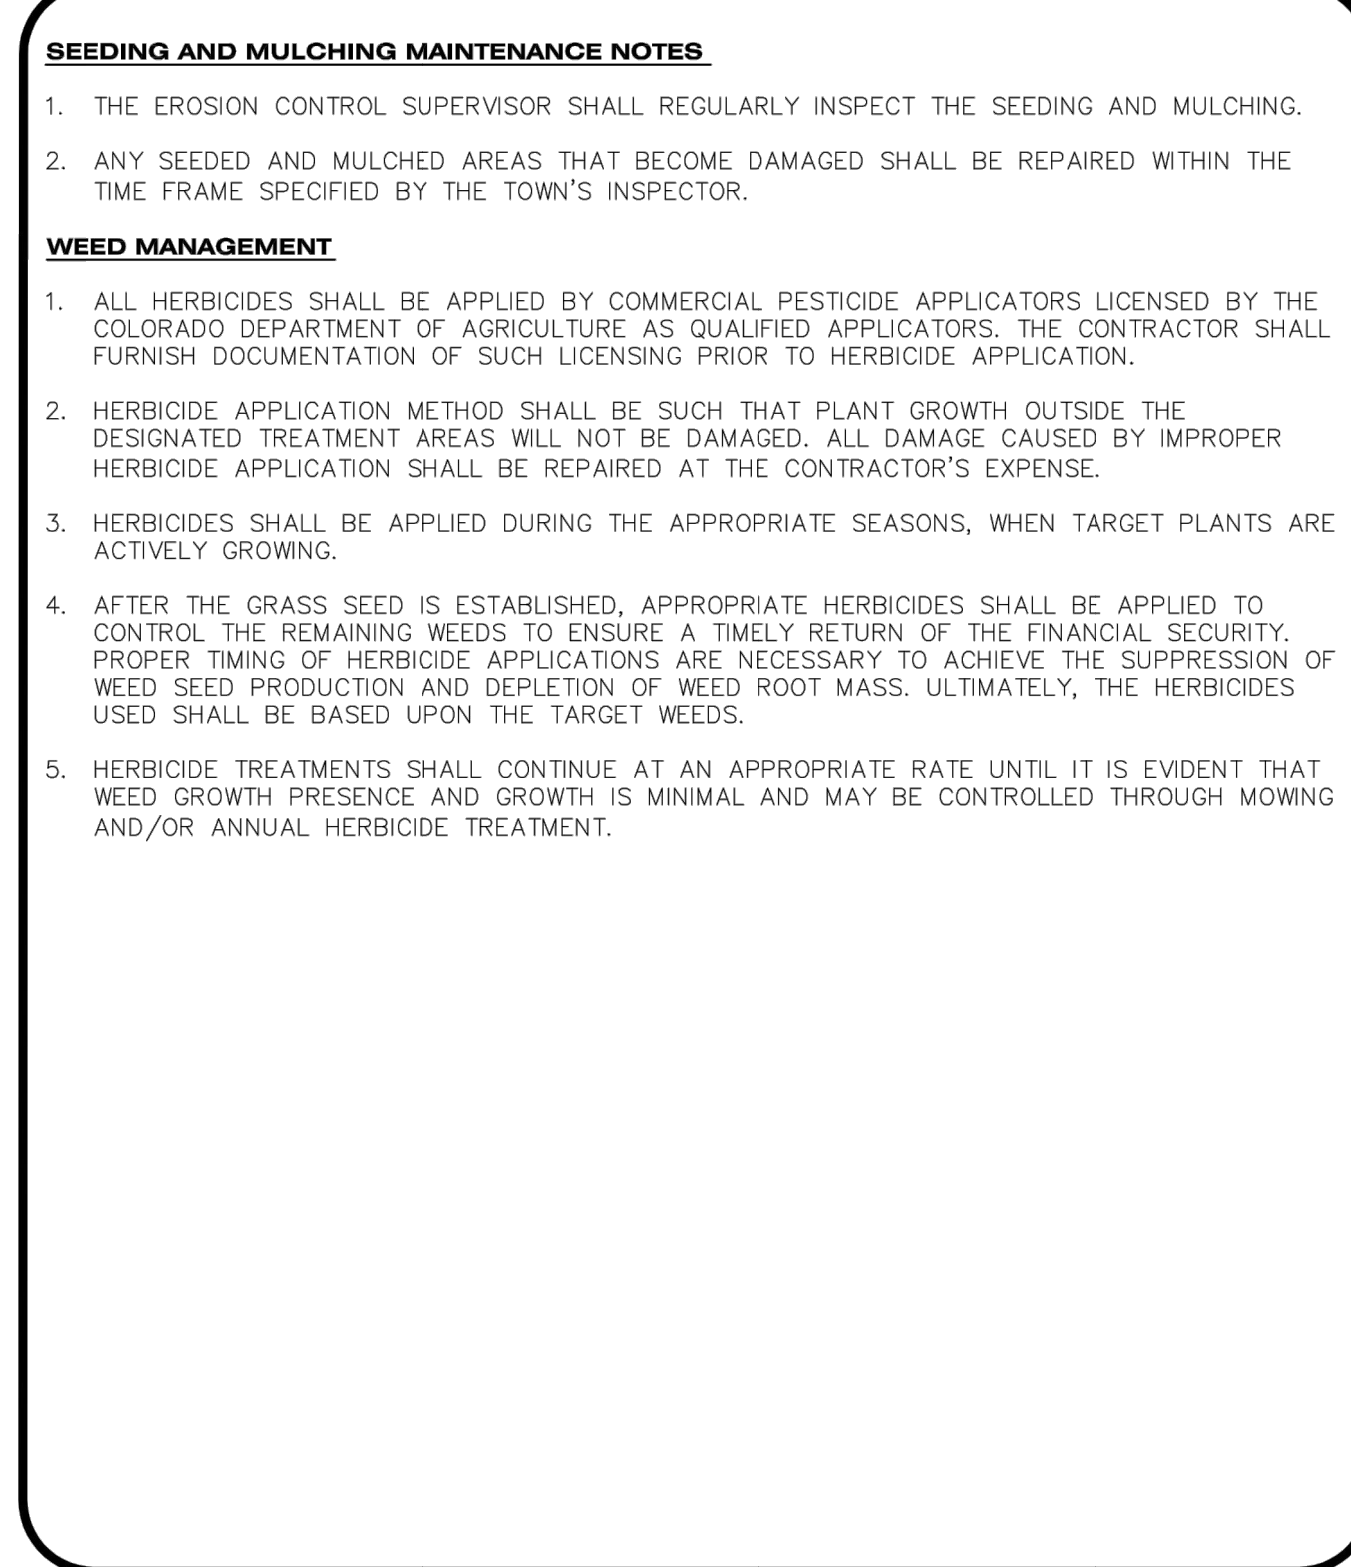 SEEDING AND MULCHING MAINTENANCE NOTES
1. THE EROSION CONTROL SUPERVISOR SHALL REGULARLY INSPECT THE SEEDING AND MULCHING.
2. ANY SEEDED AND MULCHED AREAS THAT BECOME DAMAGED SHALL BE REPAIRED WITHIN THE
TIME FRAME SPECIFIED BY THE TOWN'S INSPECTOR.
WEED MANAGEMENT
1. ALL HERBICIDES SHALL BE APPLIED BY COMMERCIAL PESTICIDE APPLICATORS LICENSED BY THE
COLORADO DEPARTMENT OF AGRICULTURE AS QUALIFIED APPLICATORS. THE CONTRACTOR SHALL
FURNISH DOCUMENTATION OF SUCH LICENSING PRIOR TO HERBICIDE APPLICATION.
2. HERBICIDE APPLICATION METHOD SHALL BE SUCH THAT PLANT GROWTH OUTSIDE THE
DESIGNATED TREATMENT AREAS WILL NOT BE DAMAGED. ALL DAMAGE CAUSED BY IMPROPER
HERBICIDE APPLICATION SHALL BE REPAIRED AT THE CONTRACTOR'S EXPENSE.
3. HERBICIDES SHALL BE APPLIED DURING THE APPROPRIATE SEASONS, WHEN TARGET PLANTS ARE
ACTIVELY GROWING.
4. AFTER THE GRASS SEED IS ESTABLISHED, APPROPRIATE HERBICIDES SHALL BE APPLIED TO
CONTROL THE REMAINING WEEDS TO ENSURE A TIMELY RETURN OF THE FINANCIAL SECURITY.
PROPER TIMING OF HERBICIDE APPLICATIONS ARE NECESSARY TO ACHIEVE THE SUPPRESSION OF
WEED SEED PRODUCTION AND DEPLETION OF WEED ROOT MASS. ULTIMATELY, THE HERBICIDES
USED SHALL BE BASED UPON THE TARGET WEEDS.
5. HERBICIDE TREATMENTS SHALL CONTINUE AT AN APPROPRIATE RATE UNTIL IT IS EVIDENT THAT
WEED GROWTH PRESENCE AND GROWTH IS MINIMAL AND MAY BE CONTROLLED THROUGH MOWING
AND/OR ANNUAL HERBICIDE TREATMENT.